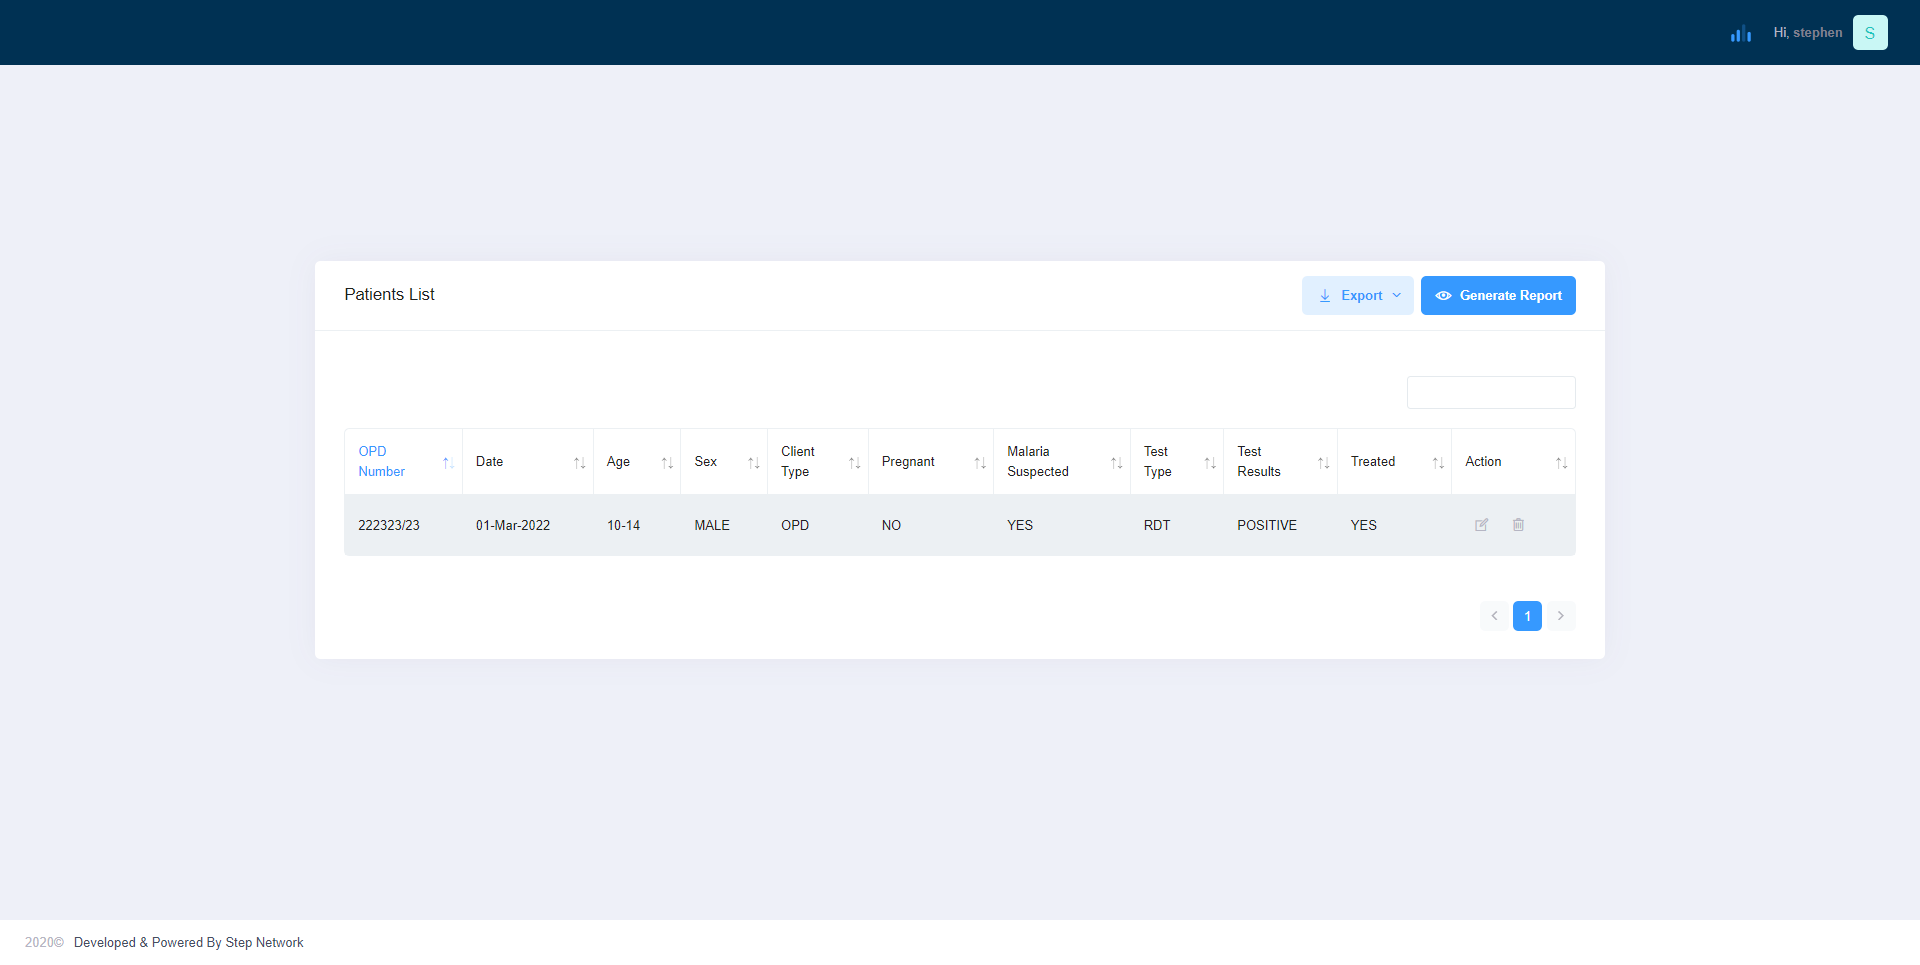 Hi, stephen S
Patients List
Export
Generate Report
OPD Number
Date
Age
Sex
Client Type
Pregnant
Malaria Suspected
Test Type
Test Results
Treated
Action
222323/23 01-Mar-2022 10-14 MALE OPD NO YES RDT POSITIVE YES
1
2020© Developed & Powered By Step Network